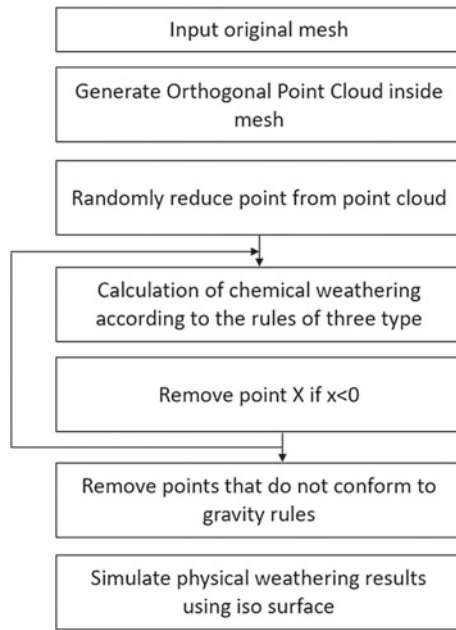 Input original mesh
Generate Orthogonal Point Cloud inside
mesh
Randomly reduce point from point cloud
Calculation of chemical weathering
according to the rules of three type
Remove point X if x<0
Remove points that do not conform to
gravity rules
Simulate physical weathering results
using iso surface